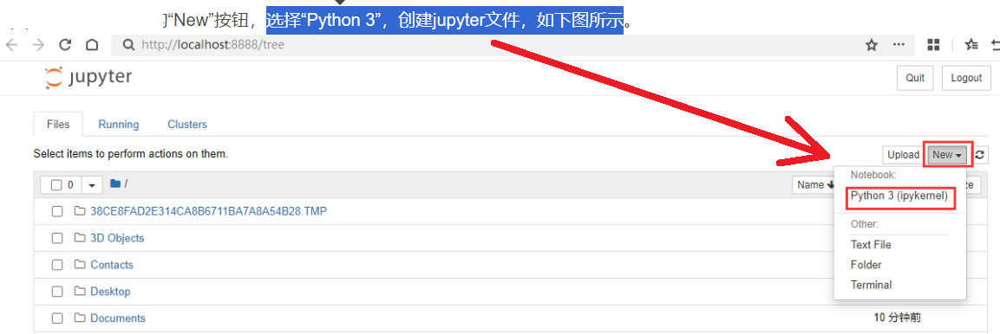 “New”按钮，选择“Python 3”，创建jupyter文件，如下图所示。
http://localhost:8888/tree
jupyter
Quit
Logout
Files
Running
Clusters
Select items to perform actions on them.
Upload
New
0
/
Name
Notebook:
38CE8FAD2E314CA8B6711BA7A8A54B28.TMP
Python 3 (ipykernel)
3D Objects
Other:
Text File
Contacts
Folder
Desktop
Terminal
Documents
10 分钟前